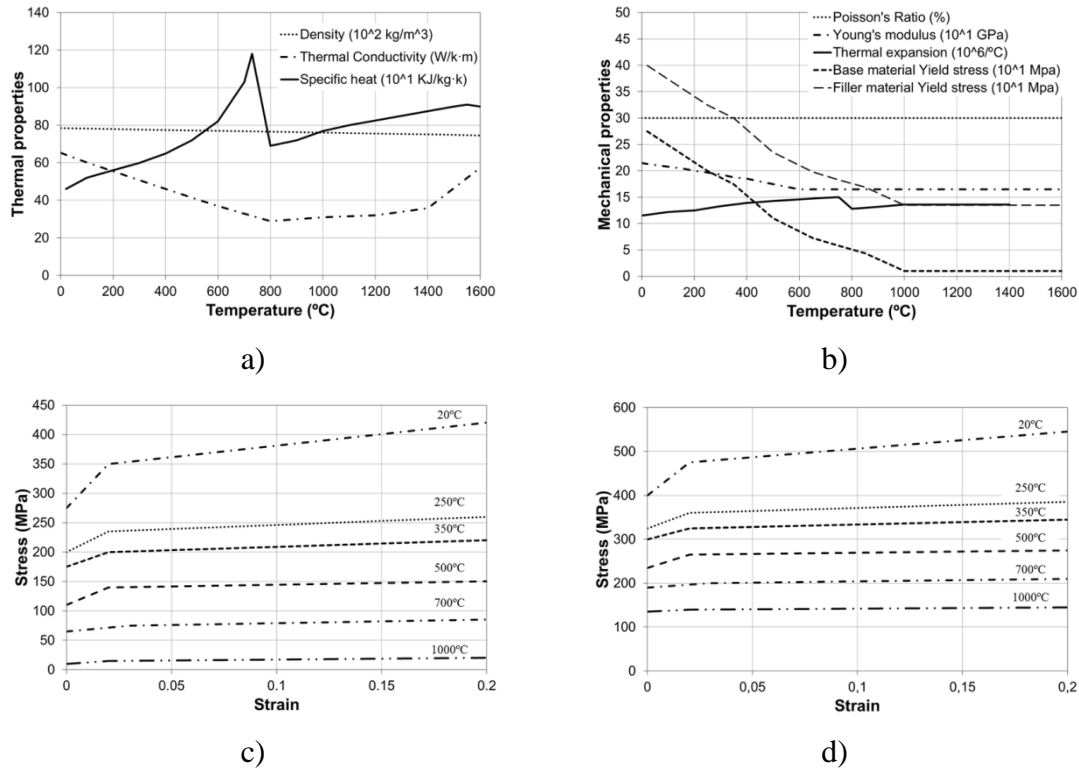 140
120
100
80
60
40
20
0
Thermal properties
Density (10^2 kg/m^3)
Thermal Conductivity (W/k·m)
Specific heat (10^1 KJ/kg·k)
0 200 400 600 800 1000 1200 1400 1600
Temperature (ºC)
a)
50
45
40
35
30
25
20
15
10
5
0
Mechanical properties
Poisson's Ratio (%)
Young's modulus (10^1 GPa)
Thermal expansion (10^6/ºC)
Base material Yield stress (10^1 Mpa)
Filler material Yield stress (10^1 Mpa)
0 200 400 600 800 1000 1200 1400 1600
Temperature (ºC)
b)
450
400
350
300
250
200
150
100
50
0
Stress (MPa)
20ºC
250ºC
350ºC
500ºC
700ºC
1000ºC
0 0.05 0.1 0.15 0.2
Strain
c)
600
500
400
300
200
100
0
Stress (MPa)
20ºC
250ºC
350ºC
500ºC
700ºC
1000ºC
0 0,05 0,1 0,15 0,2
Strain
d)